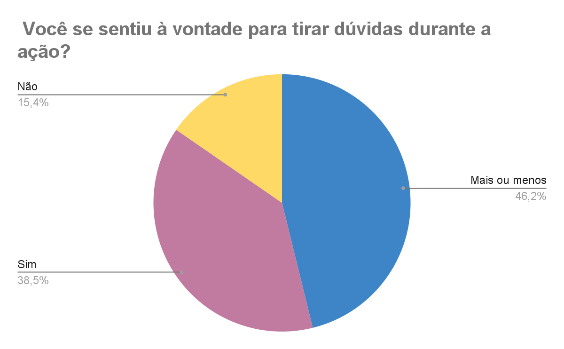 Você se sentiu à vontade para tirar dúvidas durante a
ação?
Não
15,4%
Mais ou menos
46,2%
Sim
38,5%